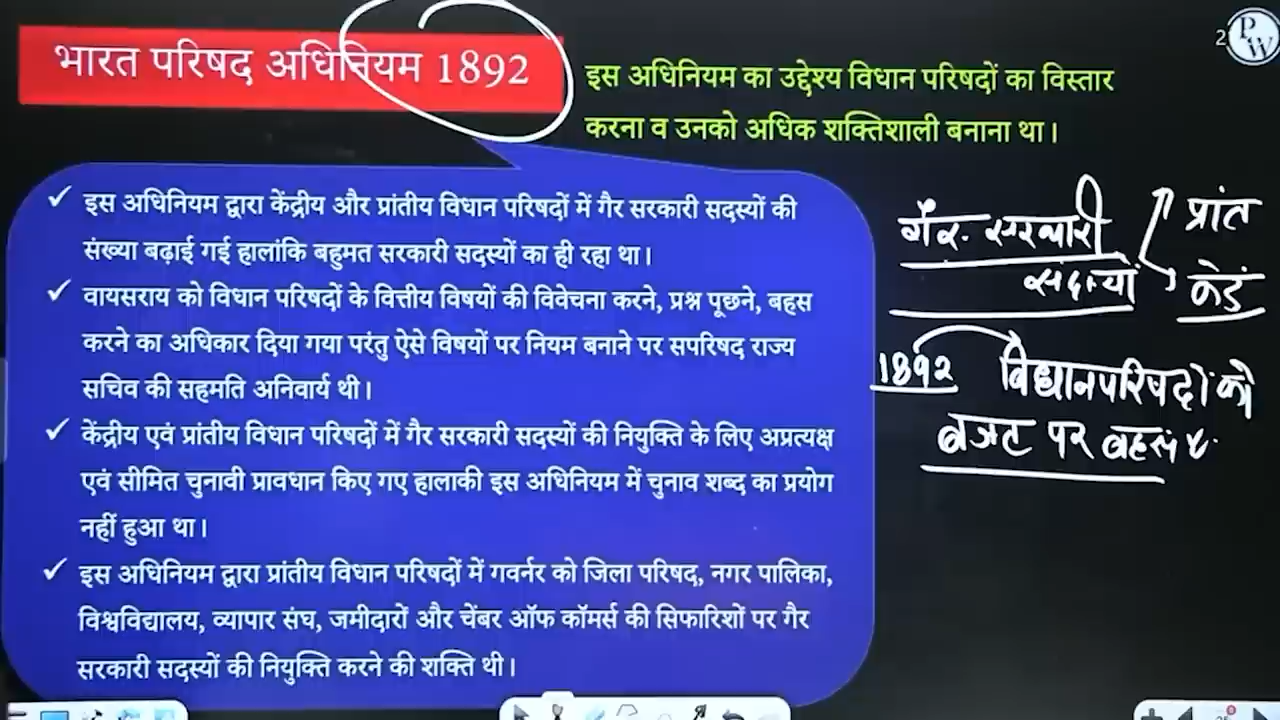 भारत परिषद अधिनियम 1892
इस अधिनियम का उद्देश्य विधान परिषदों का विस्तार
करना व उनको अधिक शक्तिशाली बनाना था।
2
PW
इस अधिनियम द्वारा केंद्रीय और प्रांतीय विधान परिषदों में गैर सरकारी सदस्यों की
संख्या बढ़ाई गई हालांकि बहुमत सरकारी सदस्यों का ही रहा था।
वायसराय को विधान परिषदों के वित्तीय विषयों की विवेचना करने, प्रश्न पूछने, बहस
करने का अधिकार दिया गया परंतु ऐसे विषयों पर नियम बनाने पर सपरिषद राज्य
सचिव की सहमति अनिवार्य थी।
केंद्रीय एवं प्रांतीय विधान परिषदों में गैर सरकारी सदस्यों की नियुक्ति के लिए अप्रत्यक्ष
एवं सीमित चुनावी प्रावधान किए गए हालाकी इस अधिनियम में चुनाव शब्द का प्रयोग
नहीं हुआ था।
इस अधिनियम द्वारा प्रांतीय विधान परिषदों में गवर्नर को जिला परिषद, नगर पालिका,
विश्वविद्यालय, व्यापार संघ, जमीदारों और चेंबर ऑफ कॉमर्स की सिफारिशों पर गैर
सरकारी सदस्यों की नियुक्ति करने की शक्ति थी।
गैर. सरकारी
सदस्यों
प्रांत
1892 विधानपरिषदों को
बजट पर बहस